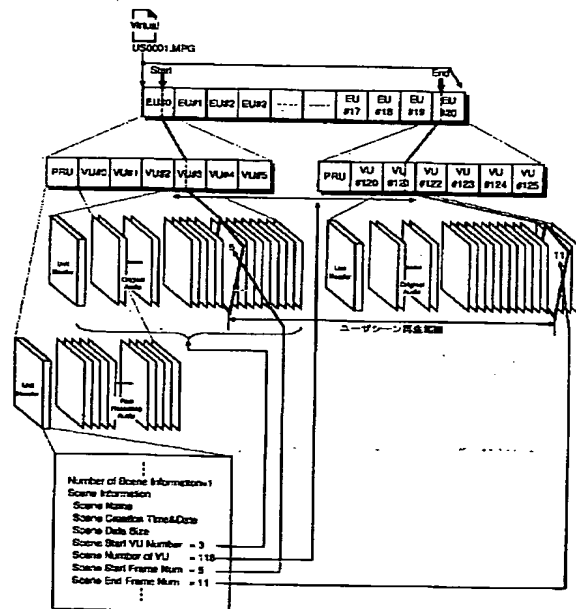 Virtual
US0001.MPG
Start
End
EU#0 EU#1 EU#2 EU#3 EU #17 EU #18 EU #19 EU #20
PRU VU#0 VU#1 VU#2 VU#3 VU#4 VU#5
PRU VU #120 VU VU #122 VU #123 VU #124 VU #125
Unit Header
Original Audio
5
Header
Original Audio
11
ユーザシーン再生範囲
Unit Header
Post Recording Audio
Number of Scene Information=1
Scene Information
Scene Name
Scene Creation Time&Date
Scene Data Size
Scene Start VU Number = 3
Scene Number of VU = 118
Scene Start Frame Num = 5
Scene End Frame Num = 11